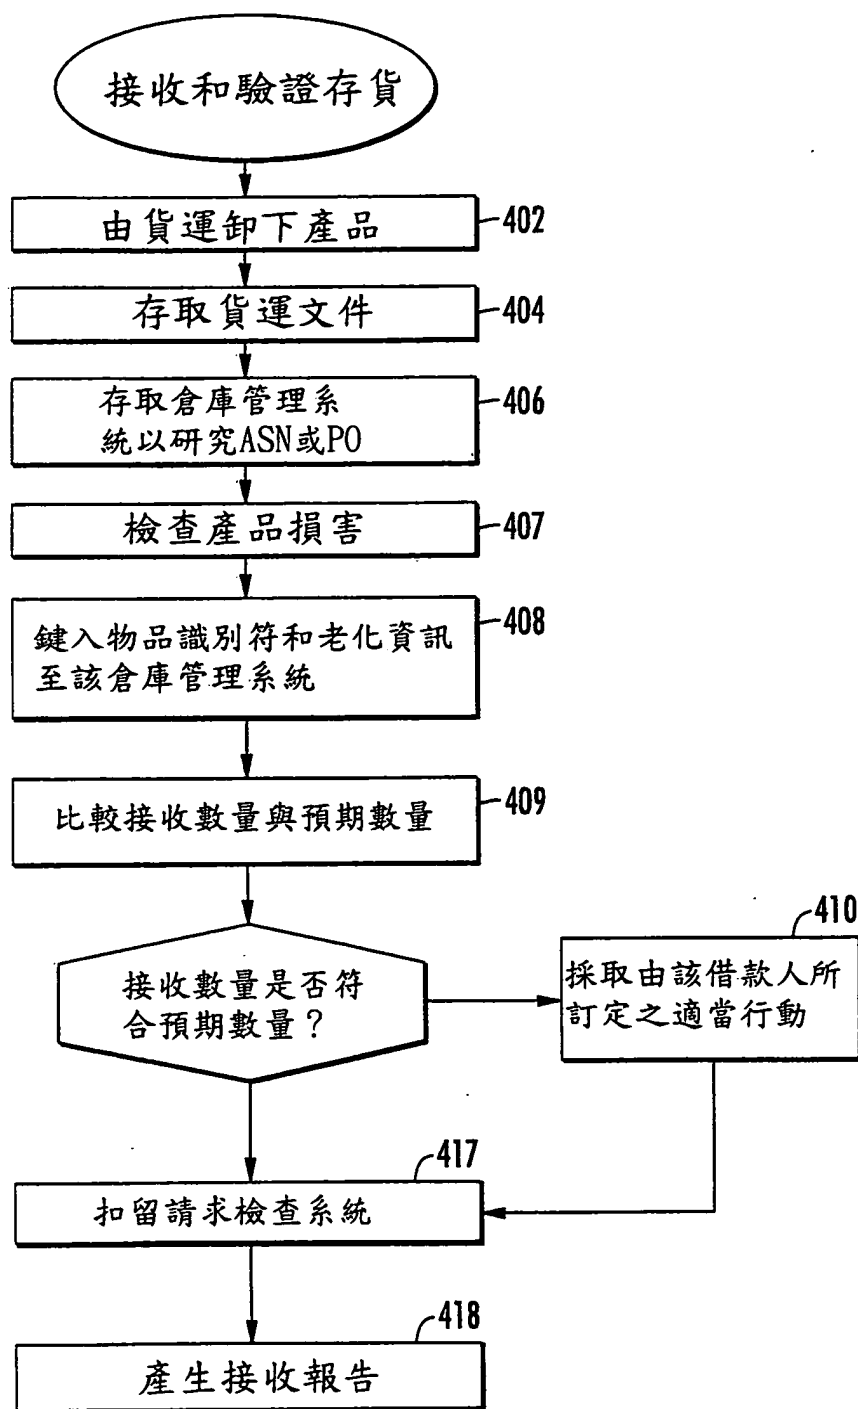 接收和驗證存貨
由貨運卸下產品
402
存取貨運文件
404
存取倉庫管理系
統以研究ASN或PO
406
檢查產品損害
407
鍵入物品識別符和老化資訊
至該倉庫管理系統
408
比較接收數量與預期數量
409
接收數量是否符
合預期數量？
410
採取由該借款人所
訂定之適當行動
417
扣留請求檢查系統
418
產生接收報告